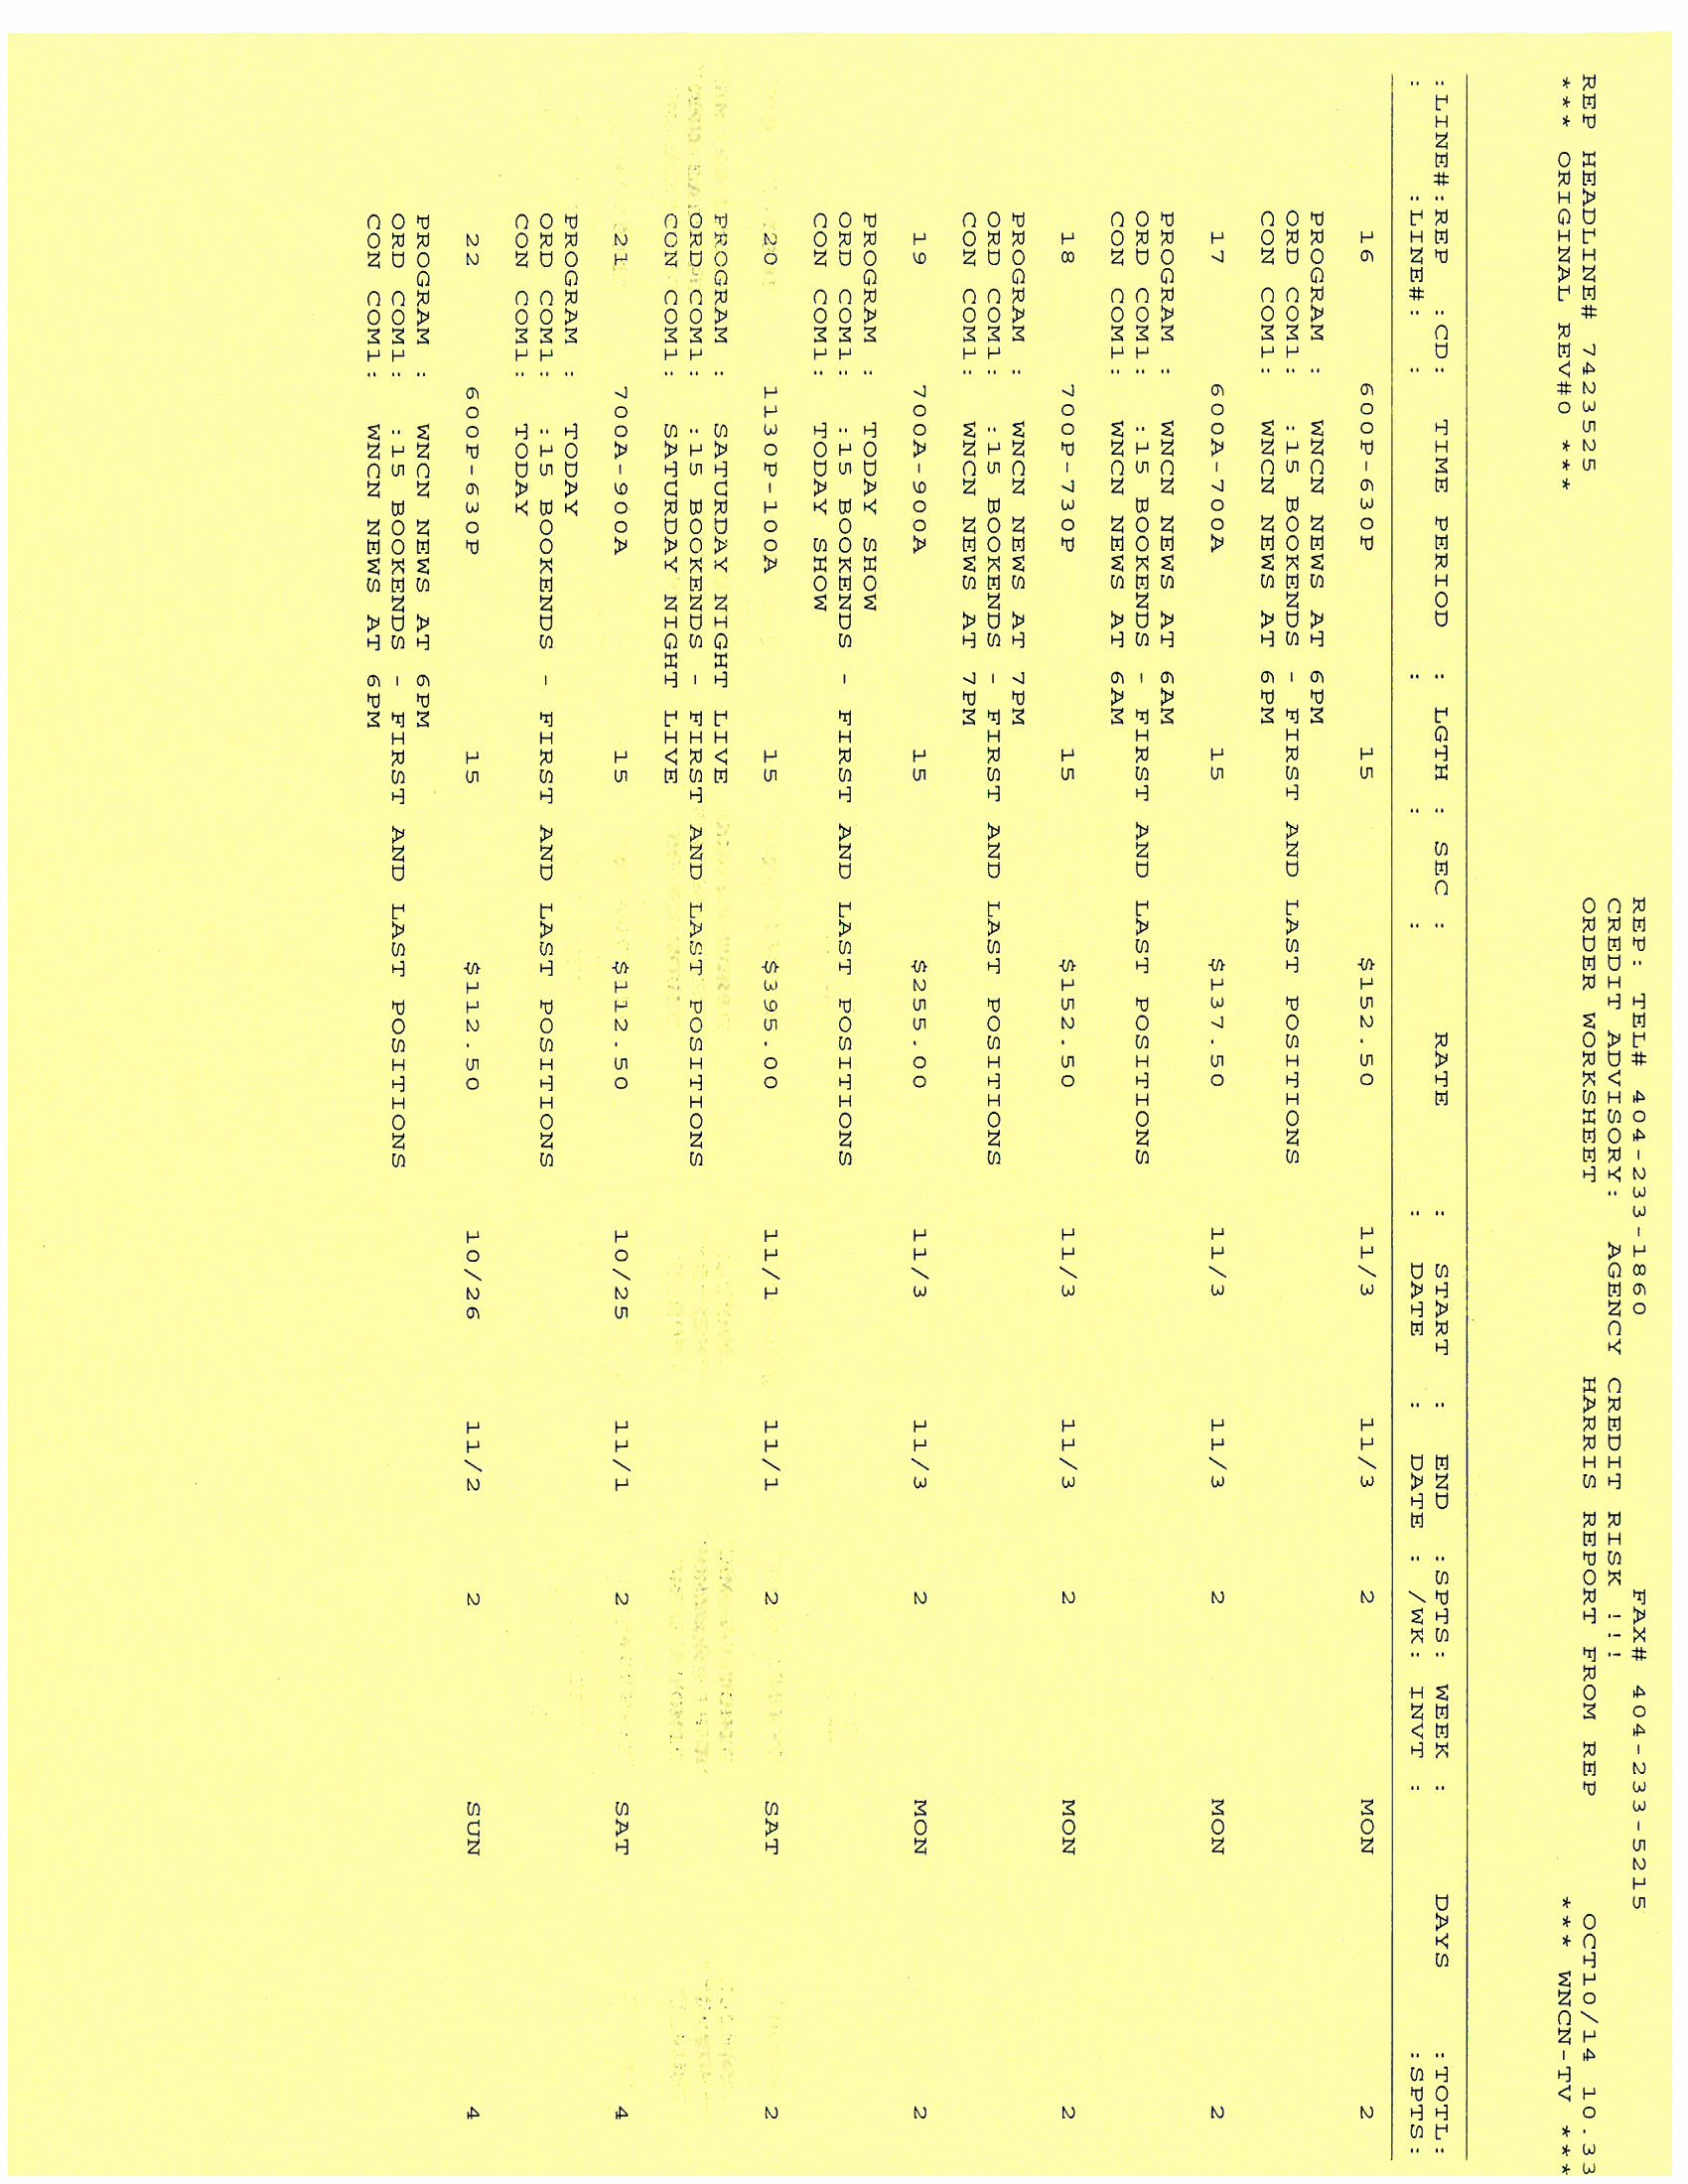 REP: TEL# 404-233-1860 FAX# 404-233-5215
CREDIT ADVISORY: AGENCY CREDIT RISK !!!
REP HEADLINE# 7423525 ORDER WORKSHEET HARRIS REPORT FROM REP OCT10/14 10.33
*** ORIGINAL REV#0 *** *** WNCN-TV ***
:LINE#:REP :CD: TIME PERIOD : LGTH : SEC : RATE : START : END :SPTS: WEEK : DAYS :TOTL:
: :LINE#: : : : : : DATE : DATE : /WK: INVT : :SPTS:
16 600P-630P 15 $152.50 11/3 11/3 2 MON 2
PROGRAM : WNCN NEWS AT 6PM
ORD COM1: :15 BOOKENDS - FIRST AND LAST POSITIONS
CON COM1: WNCN NEWS AT 6PM
17 600A-700A 15 $137.50 11/3 11/3 2 MON 2
PROGRAM : WNCN NEWS AT 6AM
ORD COM1: :15 BOOKENDS - FIRST AND LAST POSITIONS
CON COM1: WNCN NEWS AT 6AM
18 700P-730P 15 $152.50 11/3 11/3 2 MON 2
PROGRAM : WNCN NEWS AT 7PM
ORD COM1: :15 BOOKENDS - FIRST AND LAST POSITIONS
CON COM1: WNCN NEWS AT 7PM
19 700A-900A 15 $255.00 11/3 11/3 2 MON 2
PROGRAM : TODAY SHOW
ORD COM1: :15 BOOKENDS - FIRST AND LAST POSITIONS
CON COM1: TODAY SHOW
20 1130P-100A 15 $395.00 11/1 11/1 2 SAT 2
PROGRAM : SATURDAY NIGHT LIVE
ORD COM1: :15 BOOKENDS - FIRST AND LAST POSITIONS
CON COM1: SATURDAY NIGHT LIVE
21 700A-900A 15 $112.50 10/25 11/1 2 SAT 4
PROGRAM : TODAY
ORD COM1: :15 BOOKENDS - FIRST AND LAST POSITIONS
CON COM1: TODAY
22 600P-630P 15 $112.50 10/26 11/2 2 SUN 4
PROGRAM : WNCN NEWS AT 6PM
ORD COM1: :15 BOOKENDS - FIRST AND LAST POSITIONS
CON COM1: WNCN NEWS AT 6PM